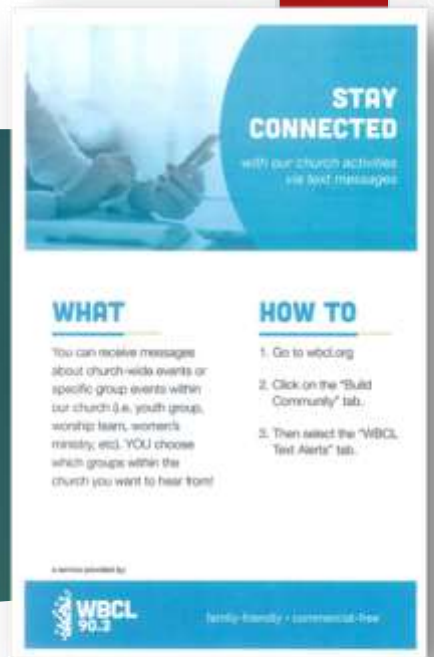 STAY
CONNECTED
with our church activities
via text messages
WHAT
You can receive messages
about church-wide events or
specific group events within
our church (i.e. youth group,
worship team, women's
ministry, etc). YOU choose
which groups within the
church you want to hear from!
HOW TO
1. Go to wbcl.org
2. Click on the "Build
Community" tab.
3. Then select the "WBCL
Text Alerts" tab.
a service provided by:
WBCL
90.3
family-friendly • commercial-free